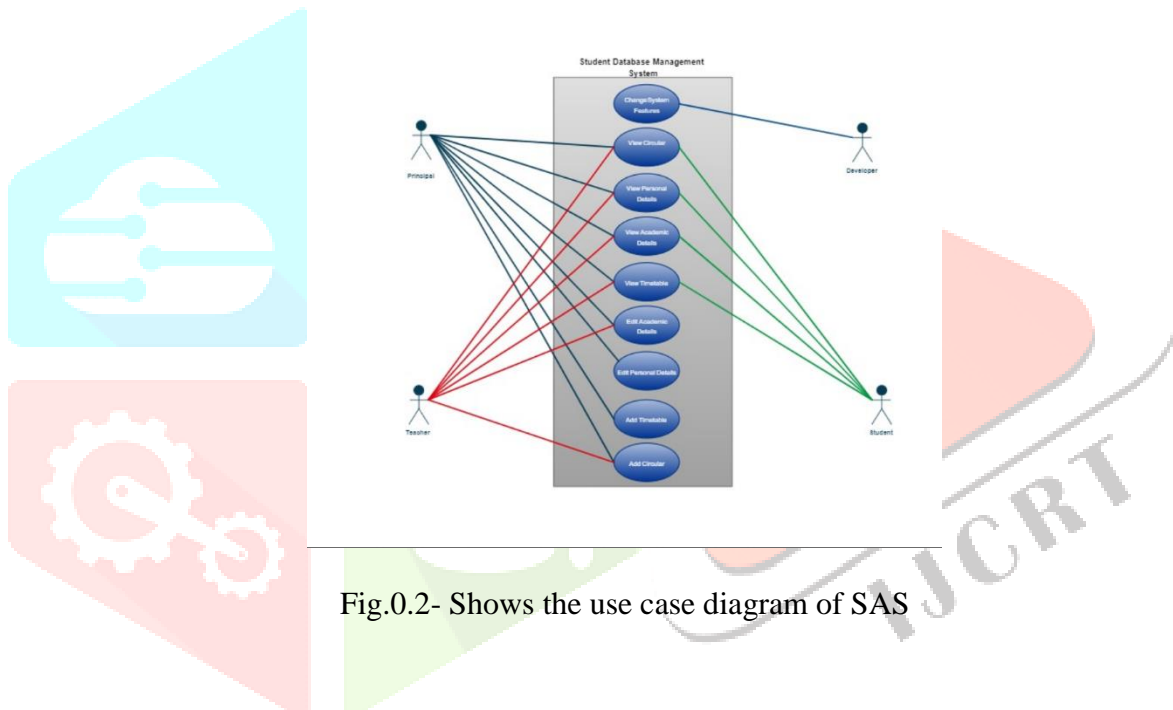 Student Database Management
System
ChangeSystem
Features
View Circular
Principal
Developer
View Personal
Details
View Academic
Details
View Timetable
Edit Academic
Details
Edit Personal Details
Teacher
Add Timetable
Student
Add Circular
IJCRT
Fig.0.2- Shows the use case diagram of SAS